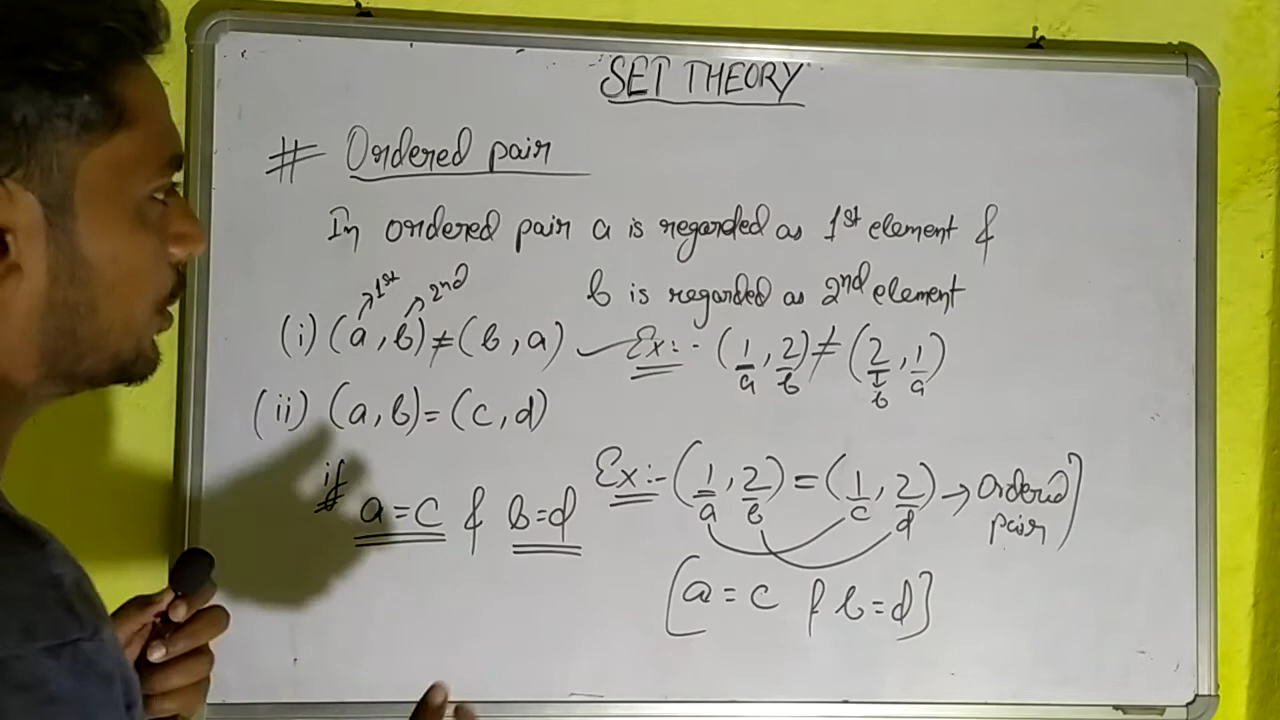 SET THEORY
# Ordered pair
In ordered pair a is regarded as 1st element &
b is regarded as 2nd element
1st 2nd
(i) (a, b) ≠ (b, a) Ex:- (1, 2) ≠ (2, 1)
a b b a
(ii) (a, b) = (c, d)
Ex:- (1, 2) = (1, 2) → Ordered pair]
a b c d
if a = c & b = d
[a = c & b = d]